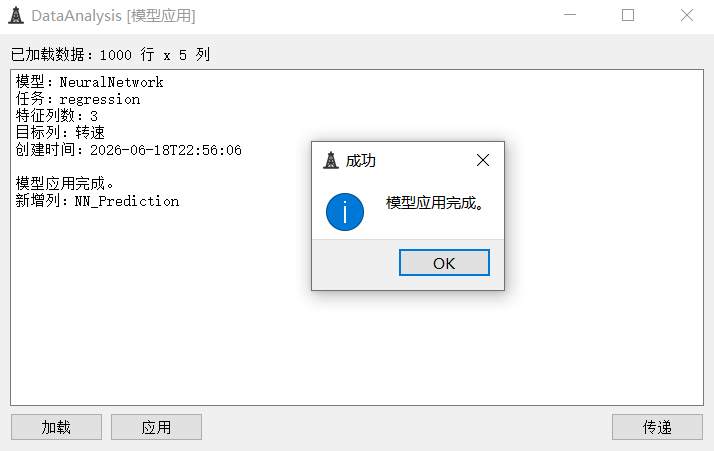 DataAnalysis [模型应用]
已加载数据：1000 行 x 5 列
模型：NeuralNetwork
任务：regression
特征列数：3
目标列：转速
创建时间：2026-06-18T22:56:06
模型应用完成。
新增列：NN_Prediction
成功
模型应用完成。
OK
加载
应用
传递